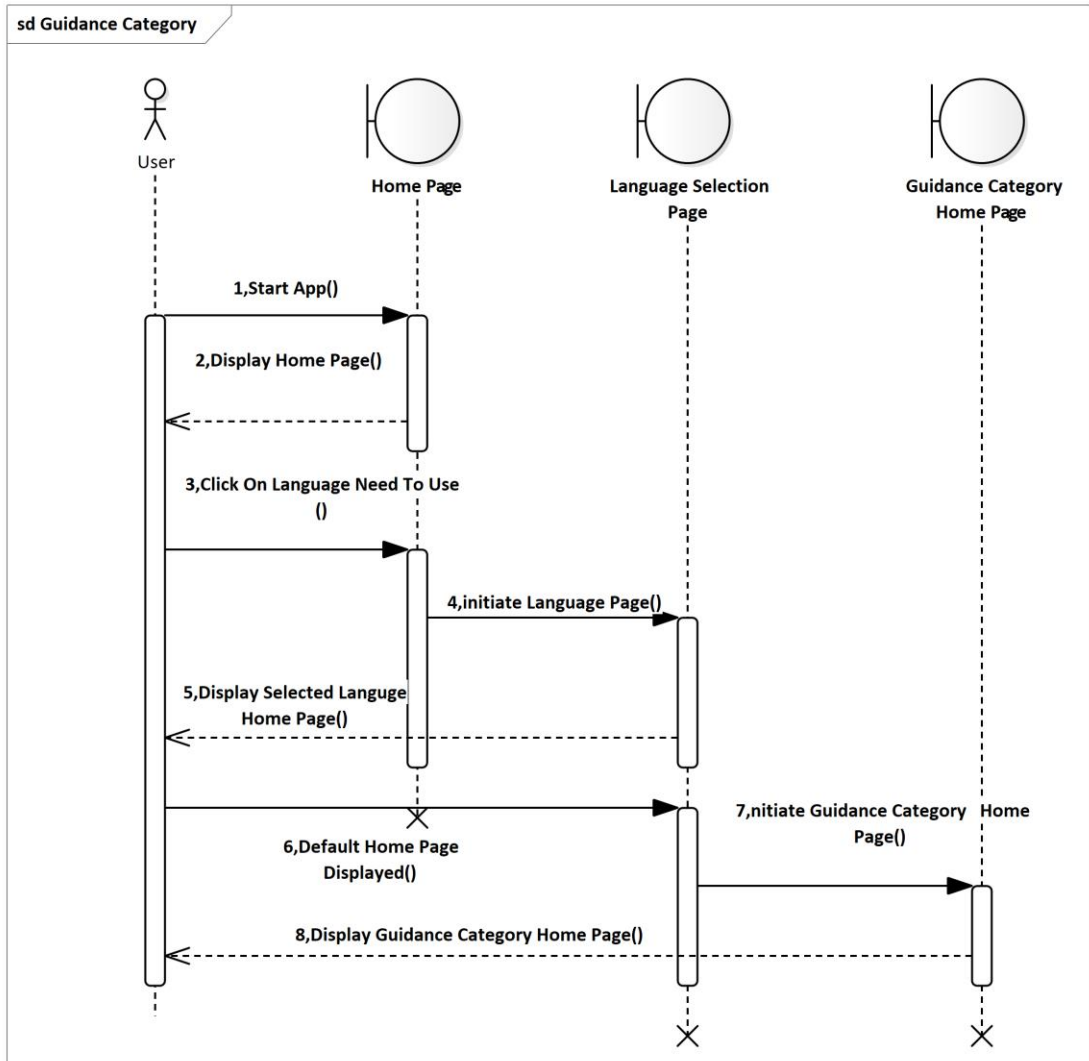 sd Guidance Category
User
Home Page
Language Selection
Page
Guidance Category
Home Page
1,Start App()
2,Display Home Page()
3,Click On Language Need To Use
()
4,initiate Language Page()
5,Display Selected Languge
Home Page()
6,Default Home Page
Displayed()
7,nitiate Guidance Category Home
Page()
8,Display Guidance Category Home Page()